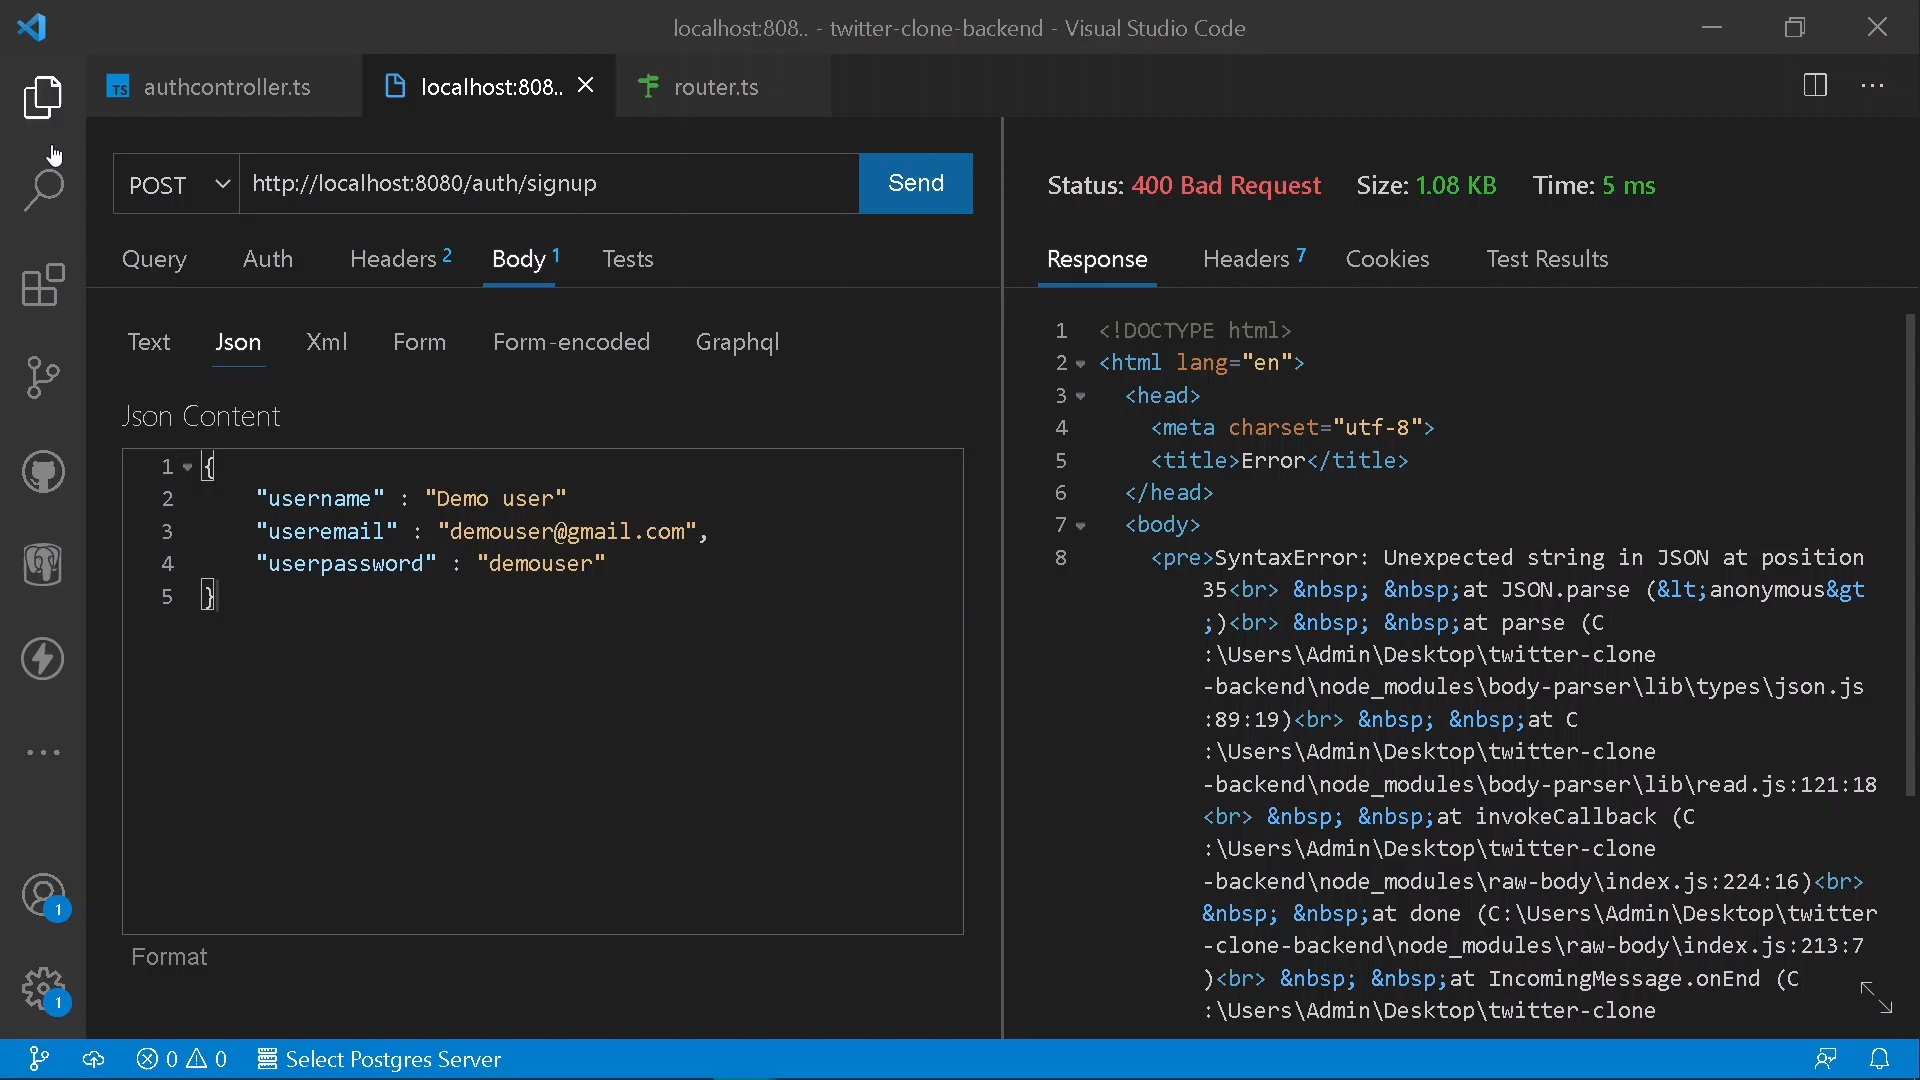 localhost:808.. - twitter-clone-backend - Visual Studio Code
TS authcontroller.ts
localhost:808..
router.ts
POST
http://localhost:8080/auth/signup
Send
Query
Auth
Headers 2
Body 1
Tests
Text
Json
Xml
Form
Form-encoded
Graphql
Json Content
1 {
2 "username" : "Demo user"
3 "useremail" : "demouser@gmail.com",
4 "userpassword" : "demouser"
5 }
Format
Status: 400 Bad Request Size: 1.08 KB Time: 5 ms
Response
Headers 7
Cookies
Test Results
1 <!DOCTYPE html>
2 <html lang="en">
3 <head>
4 <meta charset="utf-8">
5 <title>Error</title>
6 </head>
7 <body>
8 <pre>SyntaxError: Unexpected string in JSON at position
35<br> &nbsp; &nbsp;at JSON.parse (&lt;anonymous&gt
;)<br> &nbsp; &nbsp;at parse (C
:\Users\Admin\Desktop\twitter-clone
-backend\node_modules\body-parser\lib\types\json.js
:89:19)<br> &nbsp; &nbsp;at C
:\Users\Admin\Desktop\twitter-clone
-backend\node_modules\body-parser\lib\read.js:121:18
<br> &nbsp; &nbsp;at invokeCallback (C
:\Users\Admin\Desktop\twitter-clone
-backend\node_modules\raw-body\index.js:224:16)<br>
&nbsp; &nbsp;at done (C:\Users\Admin\Desktop\twitter
-clone-backend\node_modules\raw-body\index.js:213:7
)<br> &nbsp; &nbsp;at IncomingMessage.onEnd (C
:\Users\Admin\Desktop\twitter-clone
1
1
0 0 Select Postgres Server